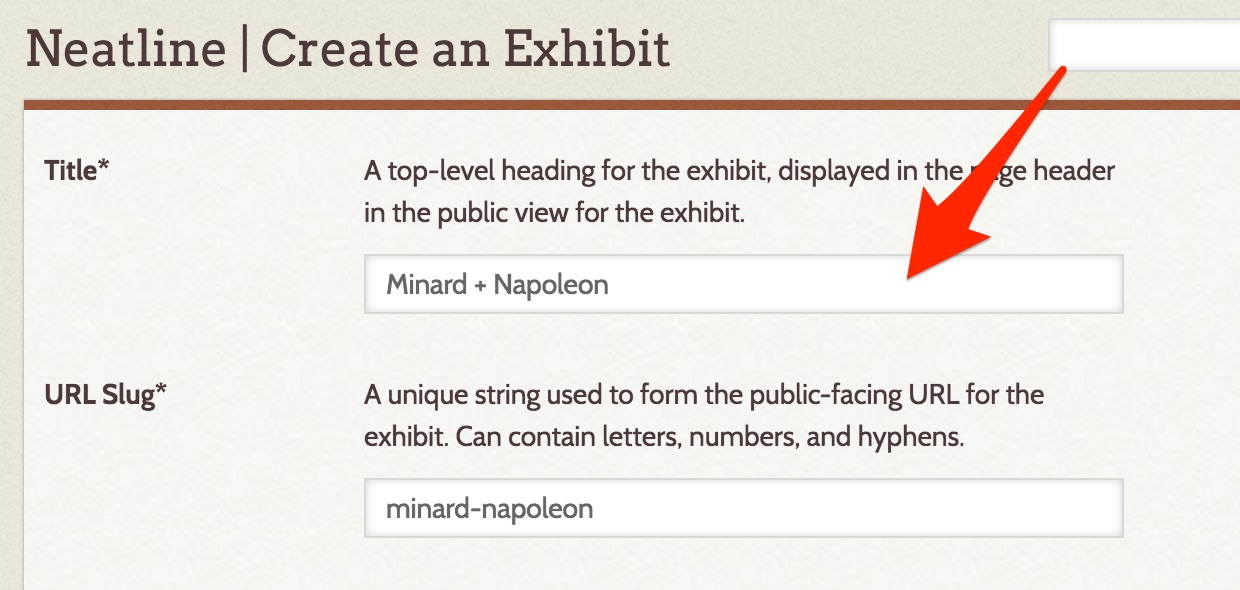 Neatline | Create an Exhibit
Title*
A top-level heading for the exhibit, displayed in the header
in the public view for the exhibit.
Minard + Napoleon
URL Slug*
A unique string used to form the public-facing URL for the
exhibit. Can contain letters, numbers, and hyphens.
minard-napoleon